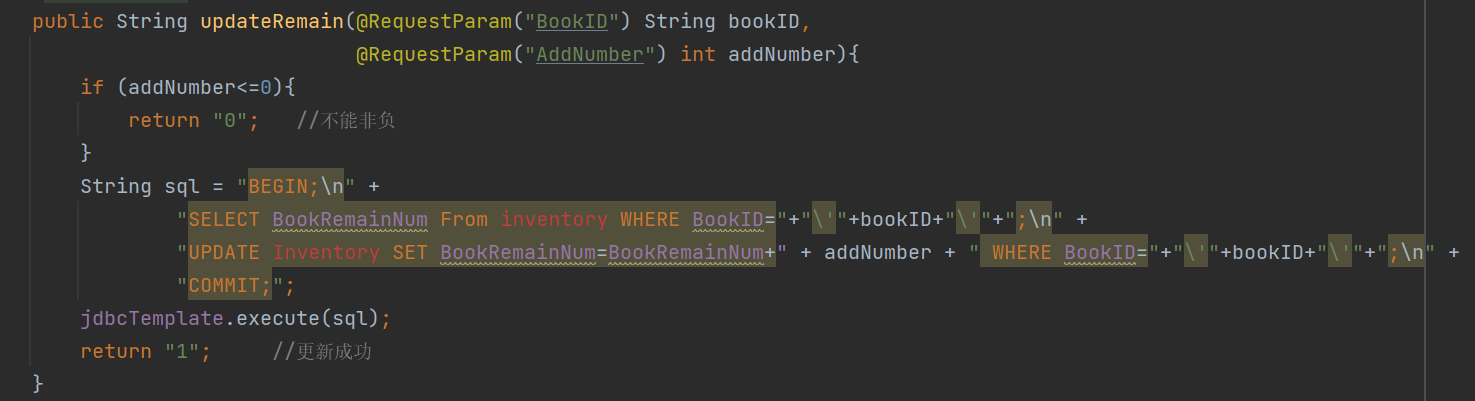 public String updateRemain(@RequestParam("BookID") String bookID,
@RequestParam("AddNumber") int addNumber){
if (addNumber<=0){
return "0";   //不能非负
}
String sql = "BEGIN;\n" +
"SELECT BookRemainNum From inventory WHERE BookID="+"\'"+bookID+"\'"+";\n" +
"UPDATE Inventory SET BookRemainNum=BookRemainNum+" + addNumber + " WHERE BookID="+"\'"+bookID+"\'"+";\n" +
"COMMIT;";
jdbcTemplate.execute(sql);
return "1";     //更新成功
}